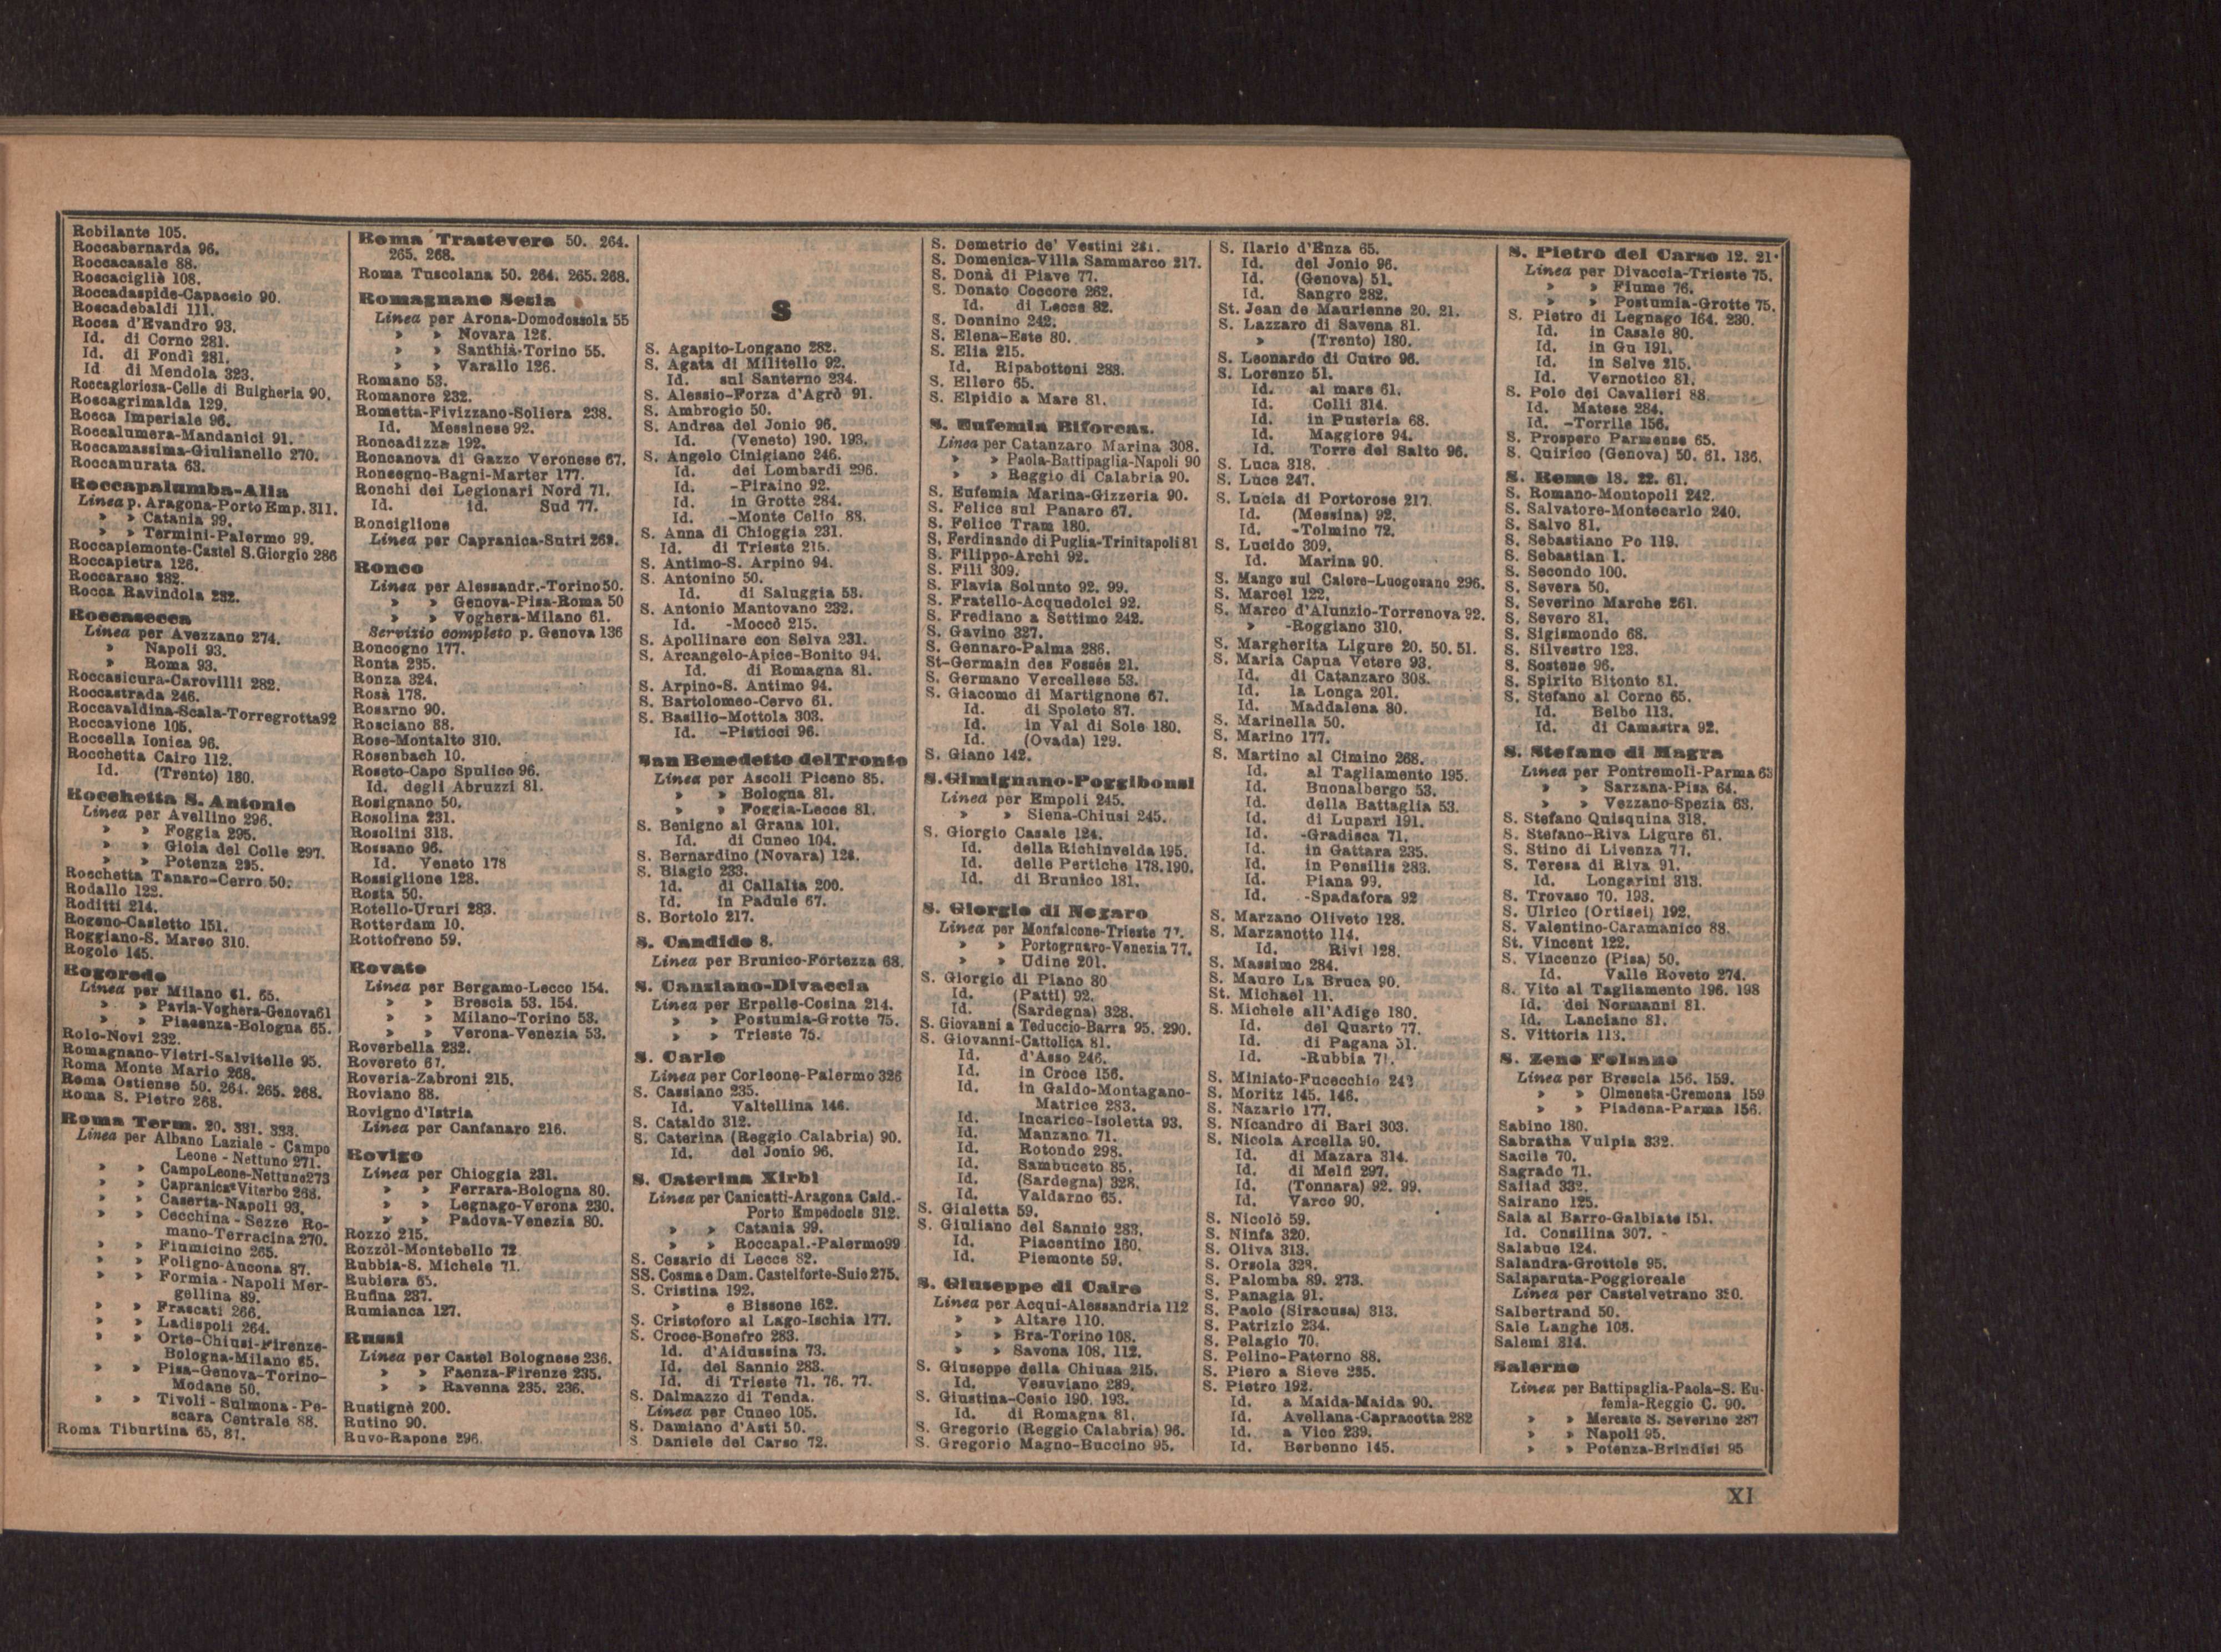 Robilante 105.
Roccabernarda 96.
Roccacasale 88.
Roccaciglié 108.
Roccadaspide-Capaccio 90.
Roccadebaldi 111.
Rocca d'Evandro 93.
Id. di Corno 281.
Id. di Fondi 281.
Id di Mendola 323.
Roccagloriosa-Celle di Bulgheria 90.
Roccagrimalda 129.
Rocca Imperiale 96.
Roccalumera-Mandanici 91.
Roccamassima-Giulianello 270.
Roccamurata 63.
Roccapalumba-Alia
Linea p. Aragona-Porto Emp. 311.
» » Catania 99.
» » Termini-Palermo 99.
Roccapiemonte-Castel S.Giorgio 286
Roccapietra 126.
Roccaraso 282.
Rocca Ravindola 282.
Roccasecca
Linea per Avezzano 274.
» Napoli 93.
» Roma 93.
Roccasicura-Carovilli 282.
Roccastrada 246.
Roccavaldina-Scala-Torregrotta 92
Roccavione 105.
Roccella Ionica 96.
Rocchetta Cairo 112.
Id. (Trento) 180.
Rocchetta S. Antonio
Linea per Avellino 296.
» » Foggia 295.
» » Gioia del Colle 297.
» » Potenza 295.
Rocchetta Tanaro-Cerro 50.
Rodallo 122.
Roditti 214.
Rogeno-Casletto 151.
Roggiano-S. Marco 310.
Rogolo 145.
Rogoredo
Linea per Milano 61. 65.
» » Pavia-Voghera-Genova 61
» » Piacenza-Bologna 65.
Rolo-Novi 232.
Romagnano-Vietri-Salvitelle 95.
Roma Monte Mario 268.
Roma Ostiense 50. 264. 265. 268.
Roma S. Pietro 268.
Roma Term. 20. 331. 333.
Linea per Albano Laziale - Campo
Leone - Nettuno 271.
» » CampoLeone-Nettuno 273
» » Capranica-Viterbo 268.
» » Caserta-Napoli 93.
» » Cecchina - Sezze Ro-
mano-Terracina 270.
» » Fiumicino 265.
» » Foligno-Ancona 87.
» » Formia - Napoli Mer-
gellina 89.
» » Frascati 266.
» » Ladispoli 264.
» » Orte-Chiusi-Firenze-
Bologna-Milano 65.
» » Pisa-Genova-Torino-
Modane 50.
» » Tivoli - Sulmona - Pe-
scara Centrale 88.
Roma Tiburtina 65, 87.
Roma Trastevere 50. 264.
265. 268.
Roma Tuscolana 50. 264. 265. 268.
Romagnano Sesia
Linea per Arona-Domodossola 55
» » Novara 126.
» » Santhià-Torino 55.
» » Varallo 126.
Romano 53.
Romanore 232.
Rometta-Fivizzano-Soliera 238.
Id. Messinese 92.
Roncadizza 192.
Roncanova di Gazzo Veronese 67.
Roncegno-Bagni-Marter 177.
Ronchi dei Legionari Nord 71.
Id. id. Sud 77.
Ronciglione
Linea per Capranica-Sutri 269.
Ronco
Linea per Alessandr.-Torino 50.
» » Genova-Pisa-Roma 50
» » Voghera-Milano 61.
Servizio completo p. Genova 136
Roncogno 177.
Ronta 235.
Ronza 324.
Rosà 178.
Rosarno 90.
Rosciano 88.
Rose-Montalto 310.
Rosenbach 10.
Roseto-Capo Spulico 96.
Id. degli Abruzzi 81.
Rosignano 50.
Rosolina 231.
Rosolini 313.
Rossano 96.
Id. Veneto 178
Rossiglione 128.
Rosta 50.
Rotello-Ururi 283.
Rotterdam 10.
Rottofreno 59.
Rovato
Linea per Bergamo-Lecco 154.
» » Brescia 53. 154.
» » Milano-Torino 53.
» » Verona-Venezia 53.
Roverbella 232.
Rovereto 67.
Roveria-Zabroni 215.
Roviano 88.
Rovigno d'Istria
Linea per Canfanaro 216.
Rovigo
Linea per Chioggia 231.
» » Ferrara-Bologna 80.
» » Legnago-Verona 230.
» » Padova-Venezia 80.
Rozzo 215.
Rozzòl-Montebello 72
Rubbia-S. Michele 71.
Rubiera 65.
Rufina 237.
Rumianca 127.
Russi
Linea per Castel Bolognese 236.
» » Faenza-Firenze 235.
» » Ravenna 235. 236.
Rustignè 200.
Rutino 90.
Ruvo-Rapone 296.
S
S. Agapito-Longano 282.
S. Agata di Militello 92.
Id. sul Santerno 234.
S. Alessio-Forza d'Agrò 91.
S. Ambrogio 50.
S. Andrea del Jonio 96.
Id. (Veneto) 190. 193.
S. Angelo Cinigiano 246.
Id. dei Lombardi 296.
Id. -Piraino 92.
Id. in Grotte 284.
Id. -Monte Celio 88.
S. Anna di Chioggia 231.
Id. di Trieste 215.
S. Antimo-S. Arpino 94.
S. Antonino 50.
Id. di Saluggia 53.
S. Antonio Mantovano 232.
Id. -Moccò 215.
S. Apollinare con Selva 231.
S. Arcangelo-Apice-Bonito 94.
Id. di Romagna 81.
S. Arpino-S. Antimo 94.
S. Bartolomeo-Cervo 61.
S. Basilio-Mottola 303.
Id. -Pisticci 96.
San Benedetto del Tronto
Linea per Ascoli Piceno 85.
» » Bologna 81.
» » Foggia-Lecce 81.
S. Benigno al Grana 101.
Id. di Cuneo 104.
S. Bernardino (Novara) 126.
S. Biagio 233.
Id. di Callalta 200.
Id. in Padule 67.
S. Bortolo 217.
S. Candido 8.
Linea per Brunico-Fortezza 68.
S. Canziano-Divaccia
Linea per Erpelle-Cosina 214.
» » Postumia-Grotte 75.
» » Trieste 75.
S. Carlo
Linea per Corleone-Palermo 326
S. Cassiano 235.
Id. Valtellina 146.
S. Cataldo 312.
S. Caterina (Reggio Calabria) 90.
Id. del Jonio 96.
S. Caterina Xirbi
Linea per Canicatti-Aragona Cald.-
Porto Empedocle 312.
» » Catania 99.
» » Roccapal.-Palermo 99
S. Cesario di Lecce 82.
SS. Cosma e Dam. Castelforte-Suio 275.
S. Cristina 192.
» e Bissone 162.
S. Cristoforo al Lago-Ischia 177.
S. Croce-Bonefro 283.
Id. d'Aidussina 73.
Id. del Sannio 283.
Id. di Trieste 71. 76. 77.
S. Dalmazzo di Tenda.
Linea per Cuneo 105.
S. Damiano d'Asti 50.
S Daniele del Carso 72.
S. Demetrio de' Vestini 281.
S. Domenica-Villa Sammarco 217.
S. Donà di Piave 77.
S. Donato Coccore 262.
Id. di Lecce 82.
S. Donnino 242.
S. Elena-Este 80.
S. Elia 215.
Id. Ripabottoni 283.
S. Ellero 65.
S. Elpidio a Mare 81.
S. Eufemia Biforcas.
Linea per Catanzaro Marina 308.
» » Paola-Battipaglia-Napoli 90
» » Reggio di Calabria 90.
S. Eufemia Marina-Gizzeria 90.
S. Felice sul Panaro 67.
S. Felice Tram 180.
S. Ferdinando di Puglia-Trinitapoli 81
S. Filippo-Archi 92.
S. Fili 309.
S. Flavia Solunto 92. 99.
S. Fratello-Acquedolci 92.
S. Frediano a Settimo 242.
S. Gavino 327.
S. Gennaro-Palma 286.
St-Germain des Fossés 21.
S. Germano Vercellese 53.
S. Giacomo di Martignone 67.
Id. di Spoleto 87.
Id. in Val di Sole 180.
Id. (Ovada) 129.
S. Giano 142.
S. Gimignano-Poggibonsi
Linea per Empoli 245.
» » Siena-Chiusi 245.
S. Giorgio Casale 124.
Id. della Richinvelda 195.
Id. delle Pertiche 178.190.
Id. di Brunico 181.
S. Giorgio di Nogaro
Linea per Monfalcone-Trieste 77.
» » Portogruaro-Venezia 77.
» » Udine 201.
S. Giorgio di Piano 80
Id. (Patti) 92.
Id. (Sardegna) 328.
S. Giovanni a Teduccio-Barra 95. 290.
S. Giovanni-Cattolica 81.
Id. d'Asso 246.
Id. in Croce 156.
Id. in Galdo-Montagano-
Matrice 283.
Id. Incarico-Isoletta 93.
Id. Manzano 71.
Id. Rotondo 298.
Id. Sambuceto 85.
Id. (Sardegna) 328.
Id. Valdarno 65.
S. Gialetta 59.
S. Giuliano del Sannio 283.
Id. Piacentino 160.
Id. Piemonte 59.
S. Giuseppe di Cairo
Linea per Acqui-Alessandria 112
» » Altare 110.
» » Bra-Torino 108.
» » Savona 108. 112.
S. Giuseppe della Chiusa 215.
Id. Vesuviano 289.
S. Giustina-Cesio 190. 193.
Id. di Romagna 81.
S. Gregorio (Reggio Calabria) 96.
S. Gregorio Magno-Buccino 95.
S. Ilario d'Enza 65.
Id. del Jonio 96.
Id. (Genova) 51.
Id. Sangro 282.
St. Jean de Maurienne 20. 21.
S. Lazzaro di Savena 81.
» (Trento) 180.
S. Leonardo di Cutro 96.
S. Lorenzo 51.
Id. al mare 61.
Id. Colli 314.
Id. in Pusteria 68.
Id. Maggiore 94.
Id. Torre del Salto 96.
S. Luca 318.
S. Luce 247.
S. Lucia di Portorose 217.
Id. (Messina) 92.
Id. -Tolmino 72.
S. Lucido 309.
Id. Marina 90.
S. Mango sul Calore-Luogosano 296.
S. Marcel 122.
S. Marco d'Alunzio-Torrenova 92.
» -Roggiano 310.
S. Margherita Ligure 20. 50. 51.
S. Maria Capua Vetere 93.
Id. di Catanzaro 308.
Id. la Longa 201.
Id. Maddalena 80.
S. Marinella 50.
S. Marino 177.
S. Martino al Cimino 268.
Id. al Tagliamento 195.
Id. Buonalbergo 53.
Id. della Battaglia 53.
Id. di Lupari 191.
Id. -Gradisca 71.
Id. in Gattara 235.
Id. in Pensilis 283.
Id. Piana 99.
Id. -Spadafora 92
S. Marzano Oliveto 128.
S. Marzanotto 114.
Id. Rivi 128.
S. Massimo 284.
S. Mauro La Bruca 90.
St. Michael 11.
S. Michele all'Adige 180.
Id. del Quarto 77.
Id. di Pagana 51.
Id. -Rubbia 71.
S. Miniato-Fucecchio 242
S. Moritz 145. 146.
S. Nazario 177.
S. Nicandro di Bari 303.
S. Nicola Arcella 90.
Id. di Mazara 314.
Id. di Melfi 297.
Id. (Tonnara) 92. 99.
Id. Varco 90.
S. Nicolò 59.
S. Ninfa 320.
S. Oliva 313.
S. Orsola 328.
S. Palomba 89. 273.
S. Panagia 91.
S. Paolo (Siracusa) 313.
S. Patrizio 234.
S. Pelagio 70.
S. Pelino-Paterno 88.
S. Piero a Sieve 235.
S. Pietro 192.
Id. a Maida-Maida 90.
Id. Avellana-Capracotta 282
Id. a Vico 239.
Id. Berbenno 145.
S. Pietro del Carso 12. 21.
Linea per Divaccia-Trieste 75.
» » Fiume 76.
» » Postumia-Grotte 75.
S. Pietro di Legnago 164. 230.
Id. in Casale 80.
Id. in Gu 191.
Id. in Selve 215.
Id. Vernotico 81.
S. Polo dei Cavalieri 88.
Id. Matese 284.
Id. -Torrile 156.
S. Prospero Parmense 65.
S. Quirico (Genova) 50. 61. 136.
S. Remo 18. 22. 61.
S. Romano-Montopoli 242.
S. Salvatore-Montecarlo 240.
S. Salvo 81.
S. Sebastiano Po 119.
S. Sebastian 1.
S. Secondo 100.
S. Severa 50.
S. Severino Marche 261.
S. Severo 81.
S. Sigismondo 68.
S. Silvestro 123.
S. Sostene 96.
S. Spirito Bitonto 81.
S. Stefano al Corno 65.
Id. Belbo 113.
Id. di Camastra 92.
S. Stefano di Magra
Linea per Pontremoli-Parma 63
» » Sarzana-Pisa 64.
» » Vezzano-Spezia 63.
S. Stefano Quisquina 318.
S. Stefano-Riva Ligure 61.
S. Stino di Livenza 77.
S. Teresa di Riva 91.
Id. Longarini 313.
S. Trovaso 70. 193.
S. Ulrico (Ortisei) 192.
S. Valentino-Caramanico 88.
St. Vincent 122.
S. Vincenzo (Pisa) 50.
Id. Valle Roveto 274.
S. Vito al Tagliamento 196. 198
Id. dei Normanni 81.
Id. Lanciano 81.
S. Vittoria 113.
S. Zeno Folzano
Linea per Brescia 156. 159.
» » Olmeneta-Cremona 159
» » Piadena-Parma 156.
Sabino 180.
Sabratha Vulpia 332.
Sacile 70.
Sagrado 71.
Sailad 332.
Sairano 125.
Sala al Barro-Galbiate 151.
Id. Consilina 307.
Salabue 124.
Salandra-Grottole 95.
Salaparuta-Poggioreale
Linea per Castelvetrano 320.
Salbertrand 50.
Sale Langhe 108.
Salemi 314.
Salerno
Linea per Battipaglia-Paola-S. Eu-
femia-Reggio C. 90.
» » Mercato S. Severino 287
» » Napoli 95.
» » Potenza-Brindisi 95
XI